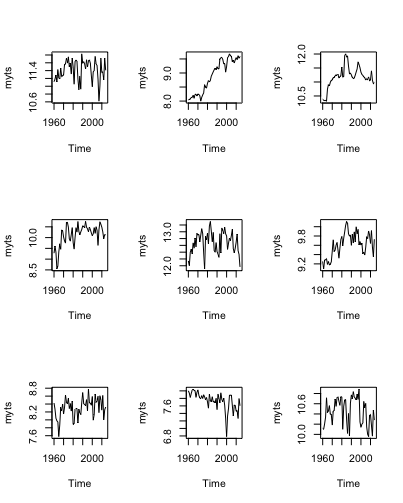 myts 10.6 11.4 1960 2000 Time
myts 8.0 9.0 1960 2000 Time
myts 10.5 12.0 1960 2000 Time
myts 8.5 10.0 1960 2000 Time
myts 12.0 13.0 1960 2000 Time
myts 9.2 9.8 1960 2000 Time
myts 7.6 8.2 8.8 1960 2000 Time
myts 6.8 7.6 1960 2000 Time
myts 10.0 10.6 1960 2000 Time